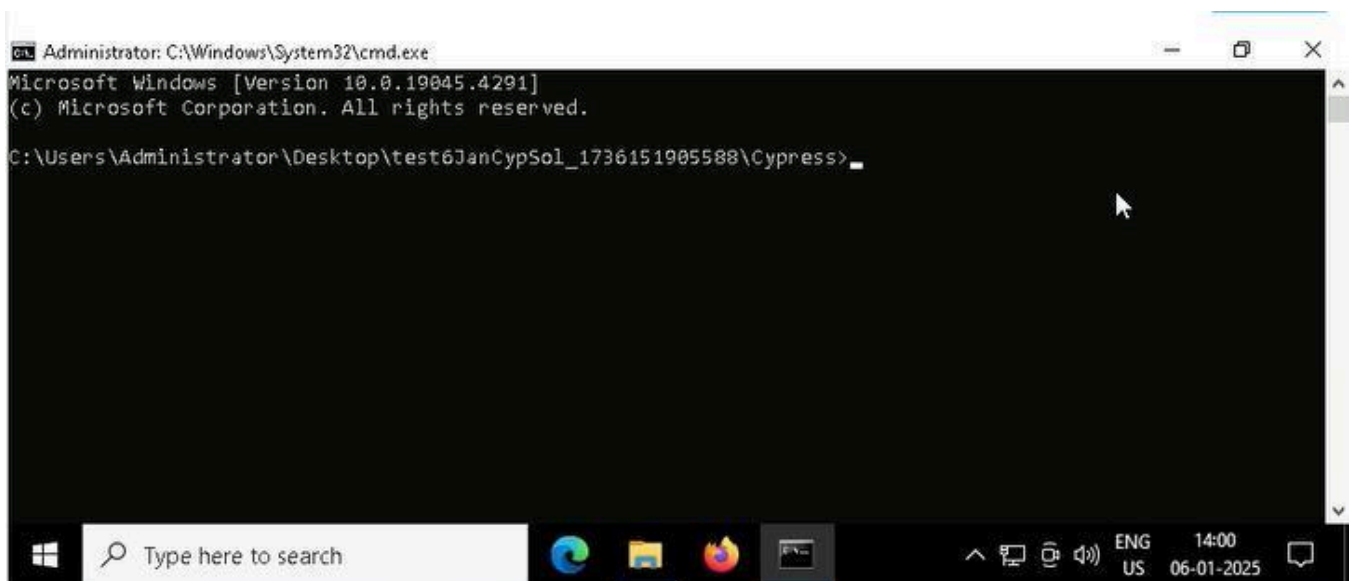 Administrator: C:\Windows\System32\cmd.exe
Microsoft Windows [Version 10.0.19045.4291]
(c) Microsoft Corporation. All rights reserved.
C:\Users\Administrator\Desktop\test6JanCypSol_1736151905588\Cypress>
Type here to search
ENG
US
14:00
06-01-2025